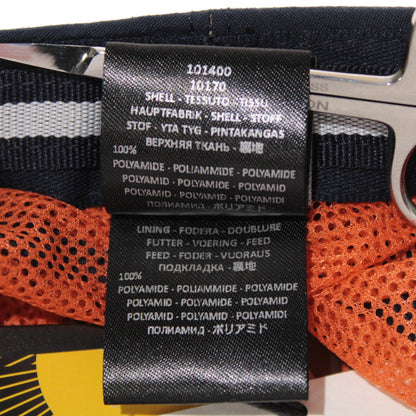 101400
10170
SHELL - TESSUTO - TISSU
HAUPTFABRIK - SHELL - STOFF
STOF - YTA TYG - PINTAKANGAS
ВЕРХНЯЯ ТКАНЬ - 裏地
100%
POLYAMIDE - POLIAMMIDE - POLYAMIDE
POLYAMID - POLYAMIDE - POLYAMID
POLYAMID - POLYAMID - POLYAMIDI
ПОЛИАМИД - ポリアミド
LINING - FODERA - DOUBLURE
FUTTER - VOERING - FEED
FEED - FODER - VUORAUS
ПОДКЛАДКА - 裏地
100%
POLYAMIDE - POLIAMMIDE - POLYAMIDE
POLYAMID - POLYAMIDE - POLYAMID
POLYAMID - POLYAMID - POLYAMIDI
ПОЛИАМИД - ポリアミド